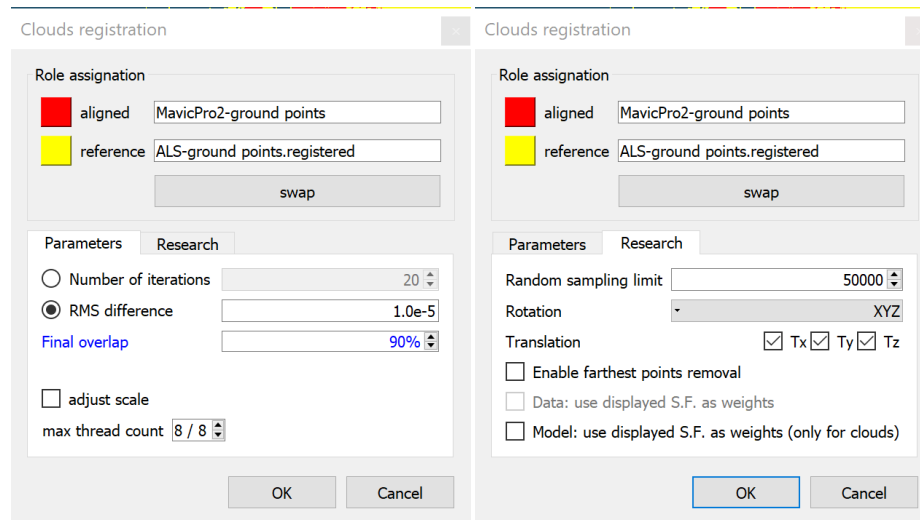 Clouds registration
Role assignation
aligned MavicPro2-ground points
reference ALS-ground points.registered
swap
Parameters Research
Number of iterations 20
RMS difference 1.0e-5
Final overlap 90%
adjust scale
max thread count 8 / 8
OK Cancel
Clouds registration
Role assignation
aligned MavicPro2-ground points
reference ALS-ground points.registered
swap
Parameters Research
Random sampling limit 50000
Rotation XYZ
Translation Tx Ty Tz
Enable farthest points removal
Data: use displayed S.F. as weights
Model: use displayed S.F. as weights (only for clouds)
OK Cancel